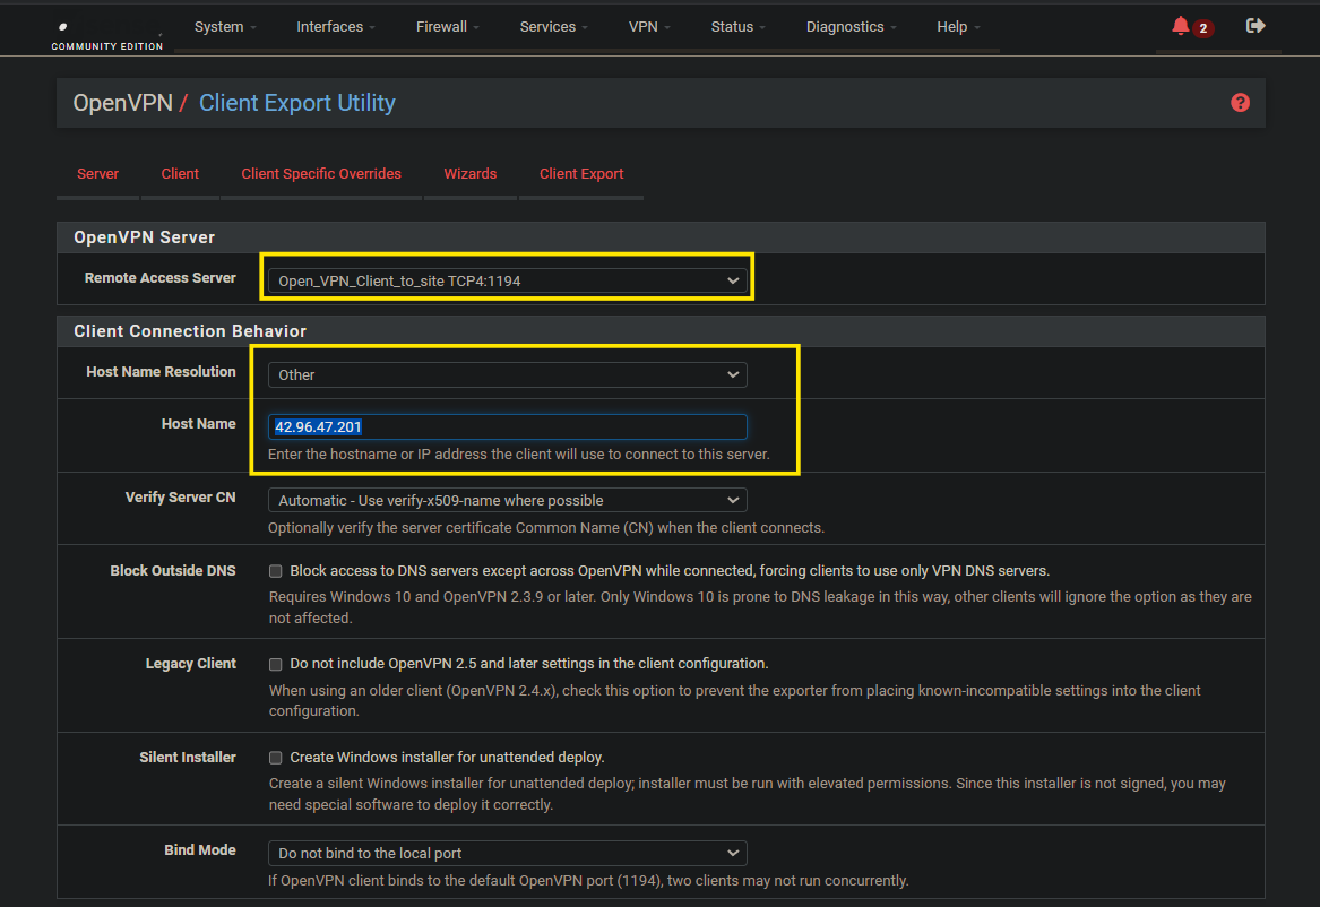 System Interfaces Firewall Services VPN Status Diagnostics Help 2
COMMUNITY EDITION
OpenVPN / Client Export Utility ?
Server Client Client Specific Overrides Wizards Client Export
OpenVPN Server
Remote Access Server Open_VPN_Client_to_site TCP4:1194
Client Connection Behavior
Host Name Resolution Other
Host Name 42.96.47.201
Enter the hostname or IP address the client will use to connect to this server.
Verify Server CN Automatic - Use verify-x509-name where possible
Optionally verify the server certificate Common Name (CN) when the client connects.
Block Outside DNS Block access to DNS servers except across OpenVPN while connected, forcing clients to use only VPN DNS servers.
Requires Windows 10 and OpenVPN 2.3.9 or later. Only Windows 10 is prone to DNS leakage in this way, other clients will ignore the option as they are
not affected.
Legacy Client Do not include OpenVPN 2.5 and later settings in the client configuration.
When using an older client (OpenVPN 2.4.x), check this option to prevent the exporter from placing known-incompatible settings into the client
configuration.
Silent Installer Create Windows installer for unattended deploy.
Create a silent Windows installer for unattended deploy; installer must be run with elevated permissions. Since this installer is not signed, you may
need special software to deploy it correctly.
Bind Mode Do not bind to the local port
If OpenVPN client binds to the default OpenVPN port (1194), two clients may not run concurrently.